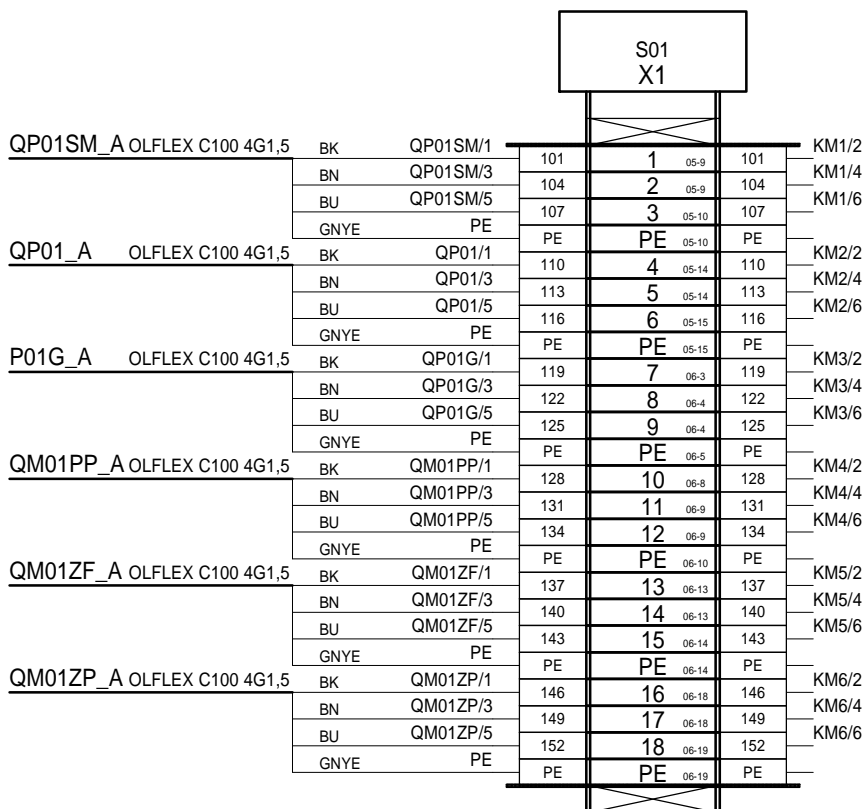 S01
X1
QP01SM_A OLFLEX C100 4G1,5 BK QP01SM/1 101 1 05-9 101 KM1/2
BN QP01SM/3 104 2 05-9 104 KM1/4
BU QP01SM/5 107 3 05-10 107 KM1/6
GNYE PE PE PE 05-10 PE
QP01_A OLFLEX C100 4G1,5 BK QP01/1 110 4 05-14 110 KM2/2
BN QP01/3 113 5 05-14 113 KM2/4
BU QP01/5 116 6 05-15 116 KM2/6
GNYE PE PE PE 05-15 PE
P01G_A OLFLEX C100 4G1,5 BK QP01G/1 119 7 06-3 119 KM3/2
BN QP01G/3 122 8 06-4 122 KM3/4
BU QP01G/5 125 9 06-4 125 KM3/6
GNYE PE PE PE 06-5 PE
QM01PP_A OLFLEX C100 4G1,5 BK QM01PP/1 128 10 06-8 128 KM4/2
BN QM01PP/3 131 11 06-9 131 KM4/4
BU QM01PP/5 134 12 06-9 134 KM4/6
GNYE PE PE PE 06-10 PE
QM01ZF_A OLFLEX C100 4G1,5 BK QM01ZF/1 137 13 06-13 137 KM5/2
BN QM01ZF/3 140 14 06-13 140 KM5/4
BU QM01ZF/5 143 15 06-14 143 KM5/6
GNYE PE PE PE 06-14 PE
QM01ZP_A OLFLEX C100 4G1,5 BK QM01ZP/1 146 16 06-18 146 KM6/2
BN QM01ZP/3 149 17 06-18 149 KM6/4
BU QM01ZP/5 152 18 06-19 152 KM6/6
GNYE PE PE PE 06-19 PE